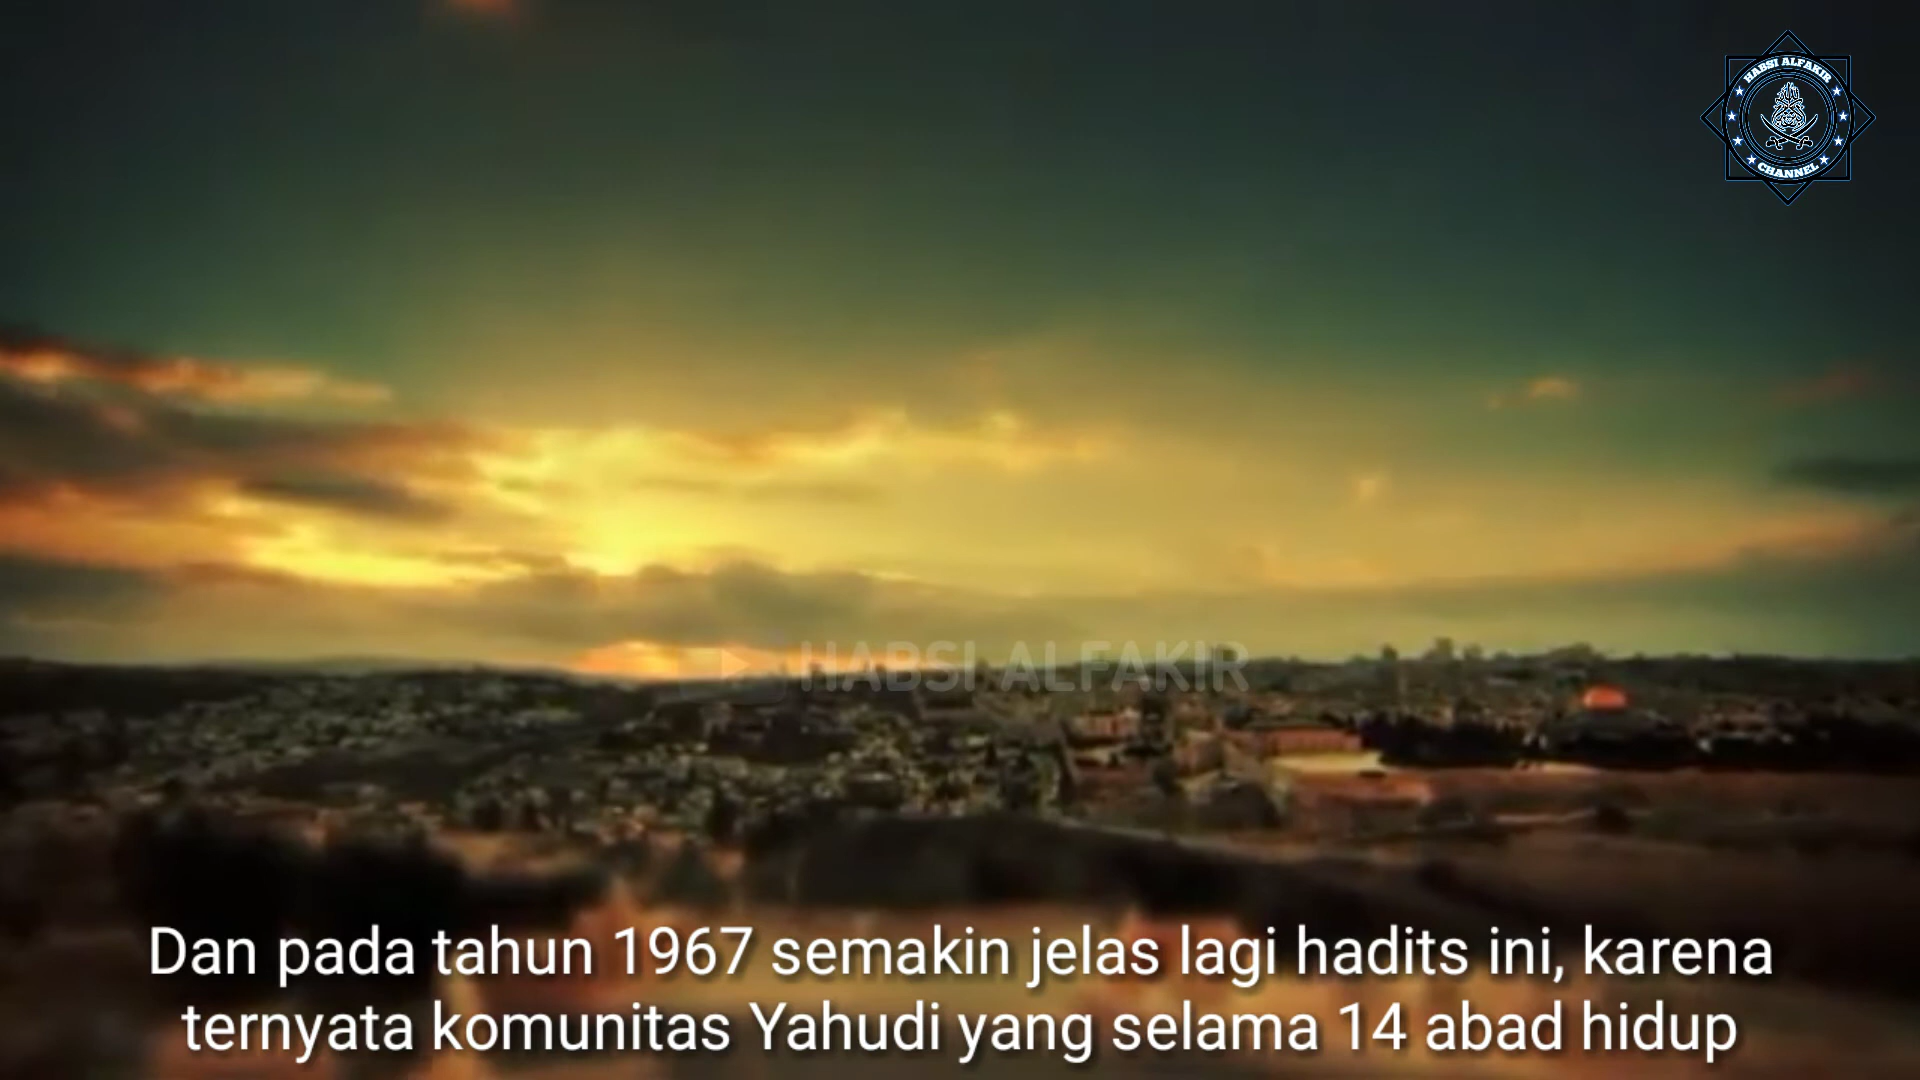 HABSI ALFAKIR
CHANNEL
HABSI ALFAKIR
Dan pada tahun 1967 semakin jelas lagi hadits ini, karena
ternyata komunitas Yahudi yang selama 14 abad hidup